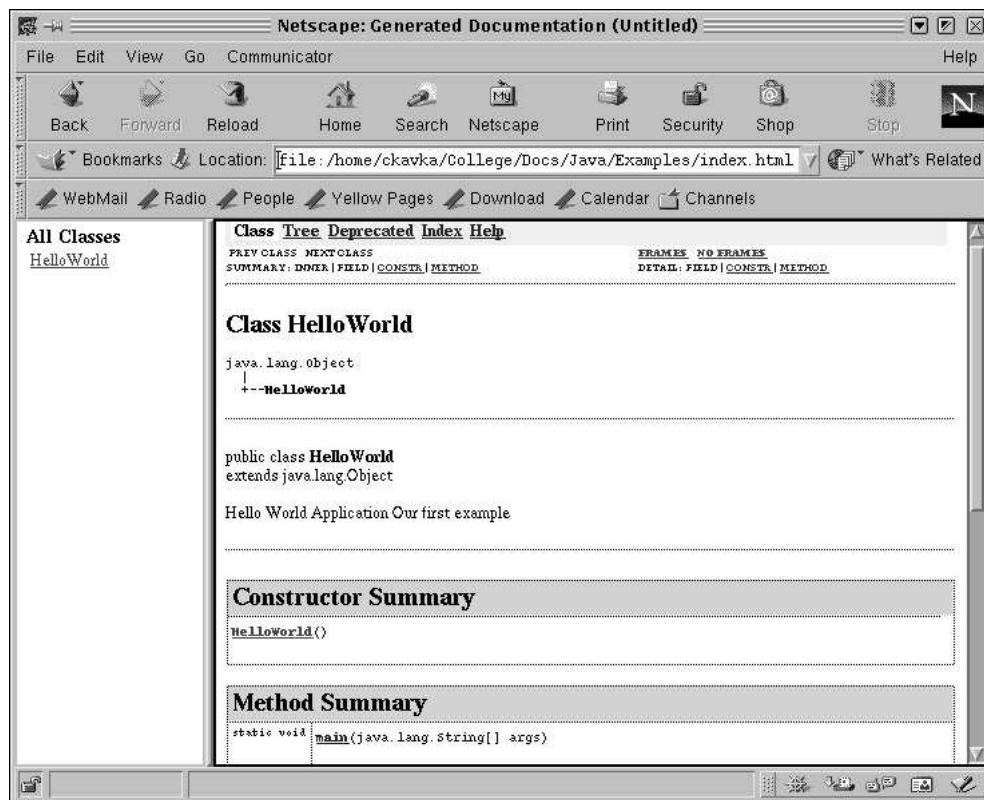 Netscape: Generated Documentation (Untitled)
File Edit View Go Communicator Help
Back Forward Reload Home Search Netscape Print Security Shop Stop
My
N
Bookmarks Location: file:/home/ckavka/College/Docs/Java/Examples/index.html What's Related
WebMail Radio People Yellow Pages Download Calendar Channels
All Classes
HelloWorld
Class Tree Deprecated Index Help
PREV CLASS NEXT CLASS FRAMES NO FRAMES
SUMMARY: INNER | FIELD | CONSTR | METHOD DETAIL: FIELD | CONSTR | METHOD
Class HelloWorld
java.lang.Object
|
+--HelloWorld
public class HelloWorld
extends java.lang.Object
Hello World Application Our first example
Constructor Summary
HelloWorld()
Method Summary
static void main(java.lang.String[] args)